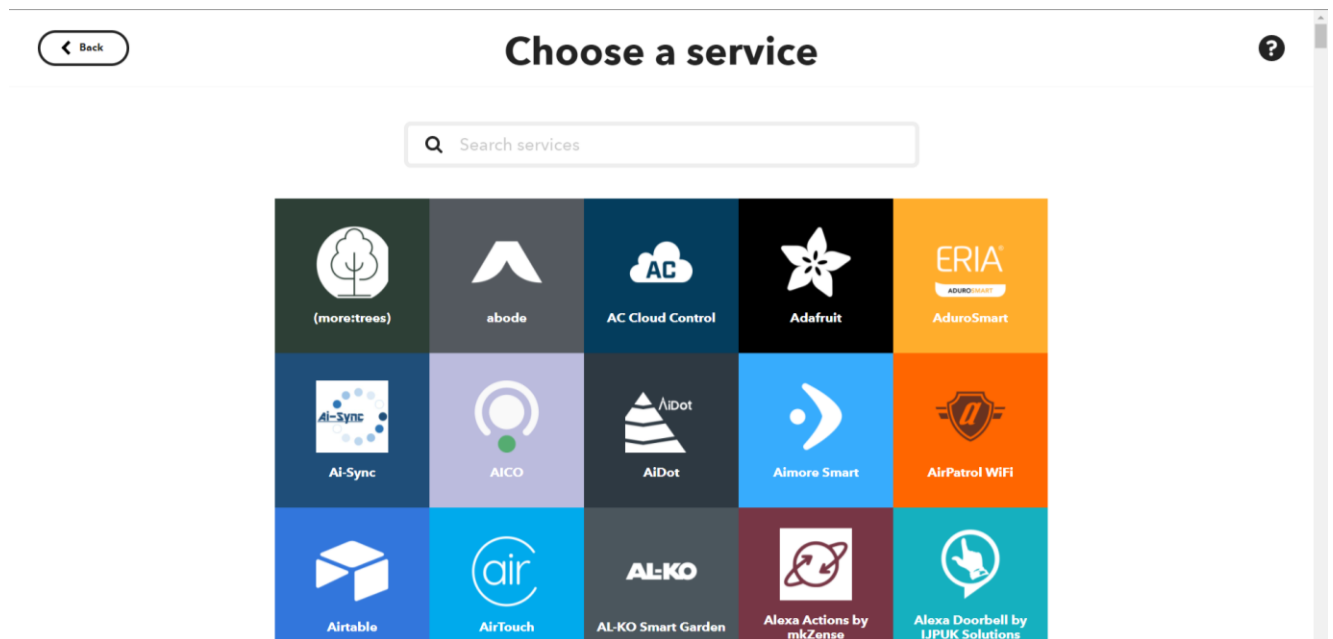 Back
Choose a service
?
Search services
(more:trees)
abode
AC
AC Cloud Control
Adafruit
ERIA®
ADUROSMART
AduroSmart
Ai-Sync
Ai-Sync
AICO
AiDot
AiDot
Aimore Smart
a
AirPatrol WiFi
Airtable
air
AirTouch
AL-KO
AL-KO Smart Garden
Alexa Actions by
mkZense
Alexa Doorbell by
IJPUK Solutions